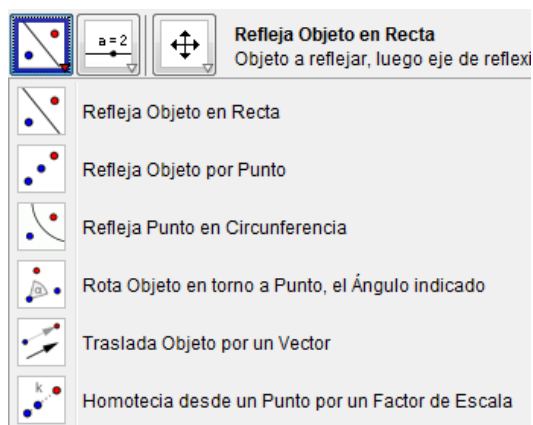 a = 2
Refleja Objeto en Recta
Objeto a reflejar, luego eje de reflexi
Refleja Objeto en Recta
Refleja Objeto por Punto
Refleja Punto en Circunferencia
α
Rota Objeto en torno a Punto, el Ángulo indicado
Traslada Objeto por un Vector
k
Homotecia desde un Punto por un Factor de Escala